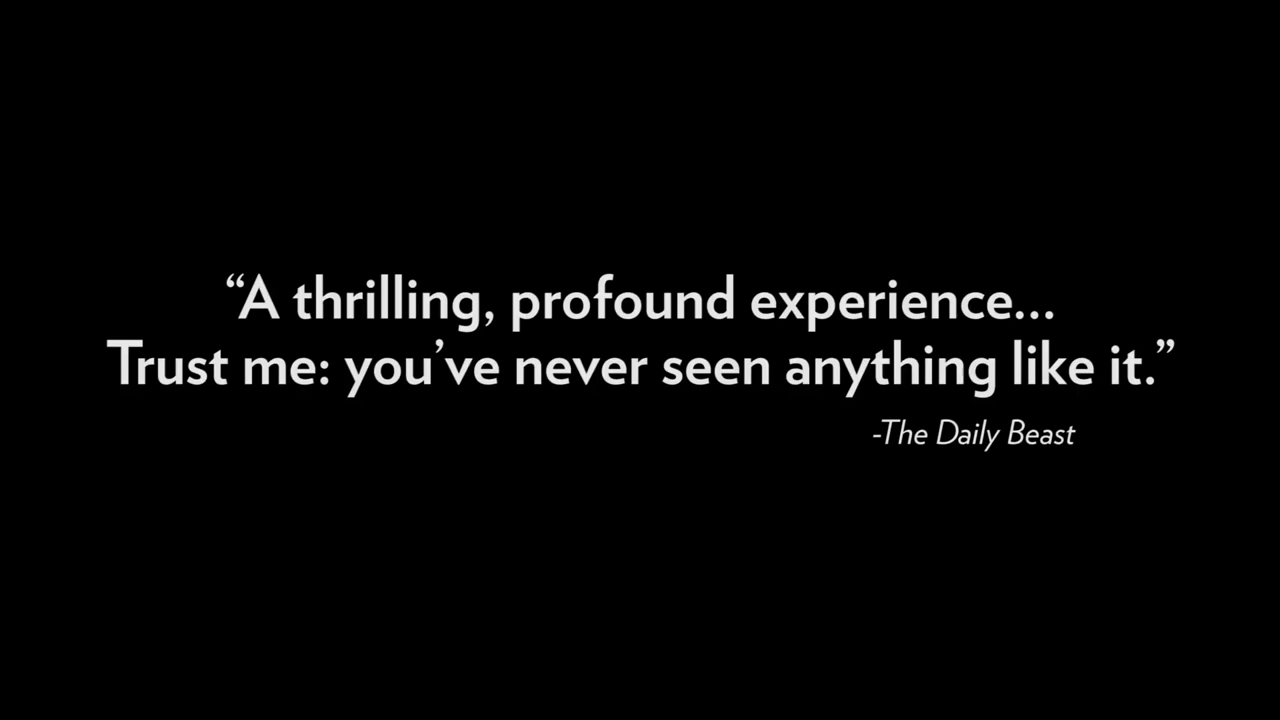 “A thrilling, profound experience...
Trust me: you’ve never seen anything like it.”
-The Daily Beast